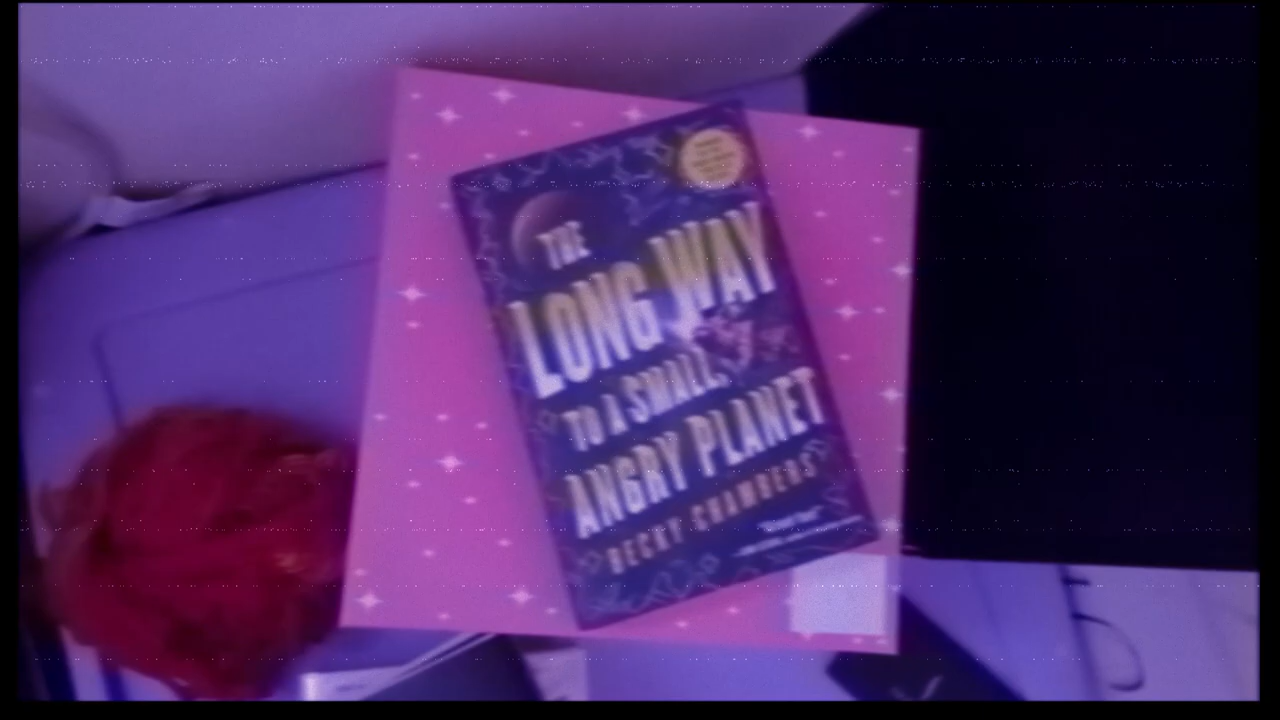 THE
LONG WAY
TO A SMALL,
ANGRY PLANET
BECKY CHAMBERS